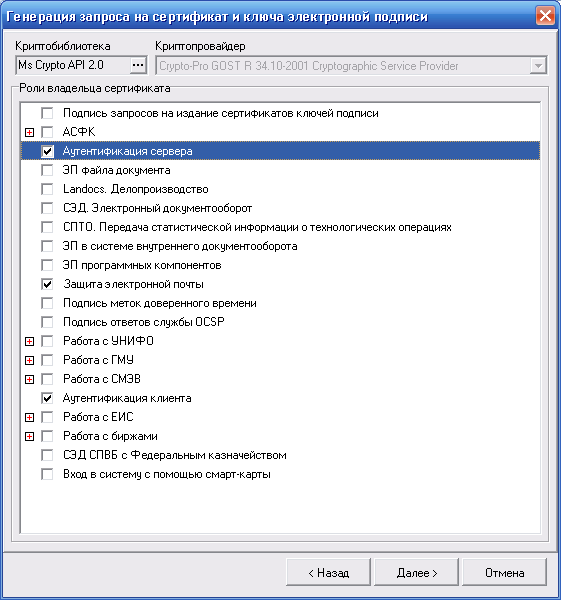 Генерация запроса на сертификат и ключа электронной подписи
Криптобиблиотека Криптопровайдер
Ms Crypto API 2.0 ... Crypto-Pro GOST R 34.10-2001 Cryptographic Service Provider
Роли владельца сертификата
Подпись запросов на издание сертификатов ключей подписи
АСФК
Аутентификация сервера
ЭП файла документа
Landocs. Делопроизводство
СЭД. Электронный документооборот
СПТО. Передача статистической информации о технологических операциях
ЭП в системе внутреннего документооборота
ЭП программных компонентов
Защита электронной почты
Подпись меток доверенного времени
Подпись ответов службы OCSP
Работа с УНИФО
Работа с ГМУ
Работа с СМЭВ
Аутентификация клиента
Работа с ЕИС
Работа с биржами
СЭД СПВБ с Федеральным казначейством
Вход в систему с помощью смарт-карты
< Назад Далее > Отмена